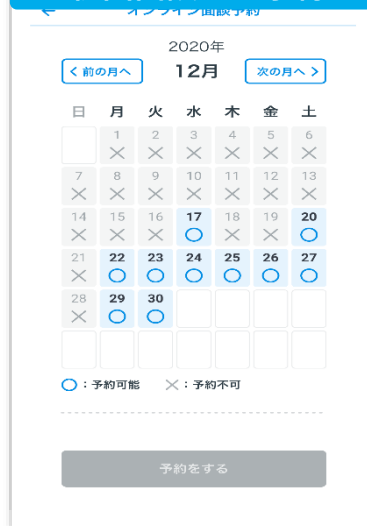 オンライン面談予約
2020年
< 前の月へ 12月 次の月へ >
日 月 火 水 木 金 土
1 2 3 4 5 6
7 8 9 10 11 12 13
14 15 16 17 18 19 20
21 22 23 24 25 26 27
28 29 30
○ : 予約可能 × : 予約不可
予約をする